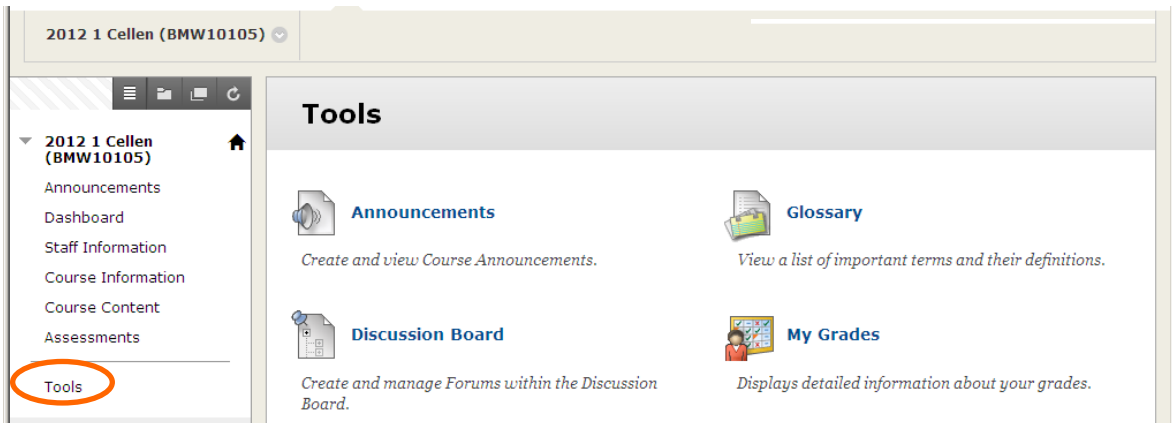 2012 1 Cellen (BMW10105)
2012 1 Cellen
(BMW10105)
Announcements
Dashboard
Staff Information
Course Information
Course Content
Assessments
Tools
Tools
Announcements
Create and view Course Announcements.
Glossary
View a list of important terms and their definitions.
Discussion Board
Create and manage Forums within the Discussion
Board.
My Grades
Displays detailed information about your grades.